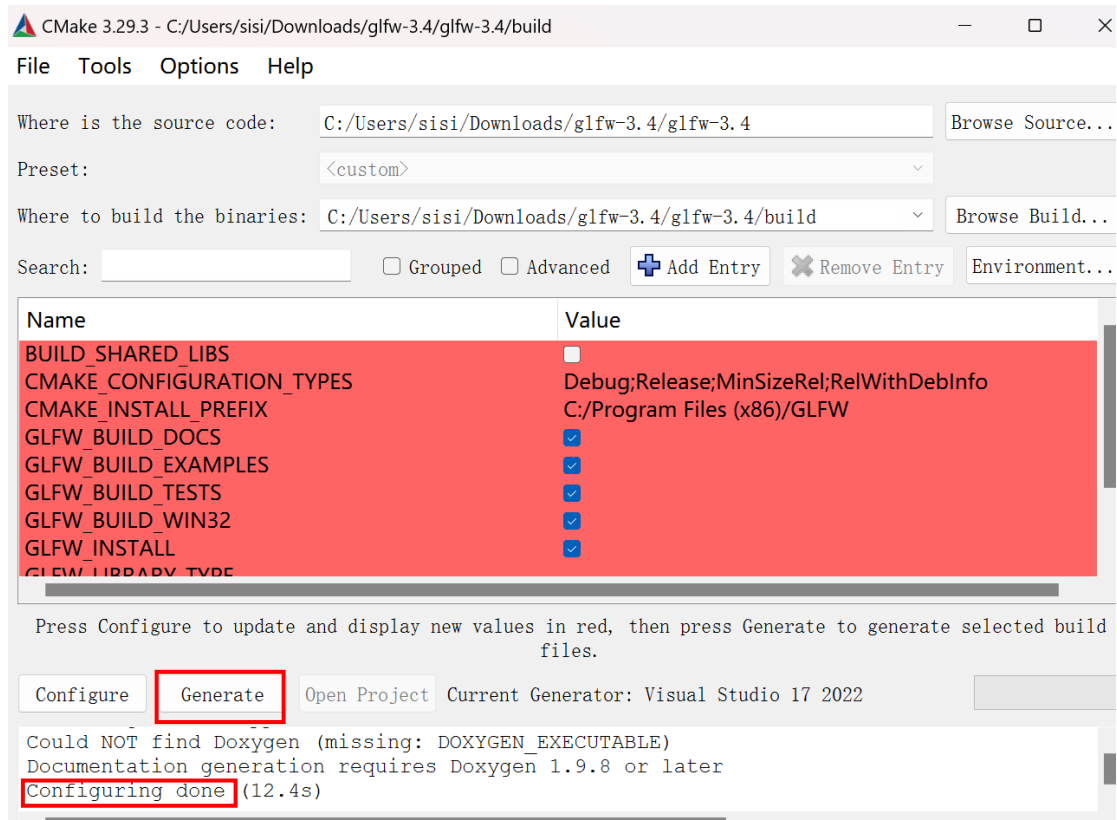 CMake 3.29.3 - C:/Users/sisi/Downloads/glfw-3.4/glfw-3.4/build
File Tools Options Help
Where is the source code: C:/Users/sisi/Downloads/glfw-3.4/glfw-3.4 Browse Source...
Preset: <custom>
Where to build the binaries: C:/Users/sisi/Downloads/glfw-3.4/glfw-3.4/build Browse Build...
Search: Grouped Advanced Add Entry Remove Entry Environment...
Name Value
BUILD_SHARED_LIBS
CMAKE_CONFIGURATION_TYPES Debug;Release;MinSizeRel;RelWithDebInfo
CMAKE_INSTALL_PREFIX C:/Program Files (x86)/GLFW
GLFW_BUILD_DOCS
GLFW_BUILD_EXAMPLES
GLFW_BUILD_TESTS
GLFW_BUILD_WIN32
GLFW_INSTALL
GLFW_LIBRARY_TYPE
Press Configure to update and display new values in red, then press Generate to generate selected build
files.
Configure Generate Open Project Current Generator: Visual Studio 17 2022
Could NOT find Doxygen (missing: DOXYGEN_EXECUTABLE)
Documentation generation requires Doxygen 1.9.8 or later
Configuring done (12.4s)